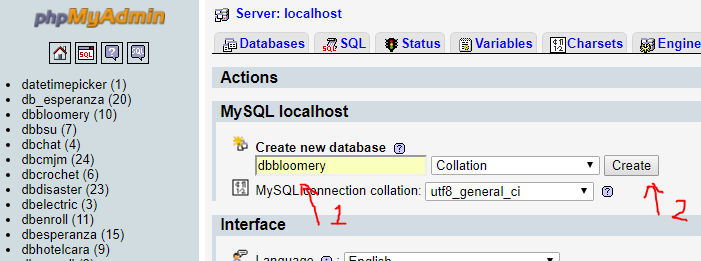 phpMyAdmin
SQL
datetimepicker (1)
db_esperanza (20)
dbbloomery (10)
dbbsu (7)
dbchat (4)
dbcmjm (24)
dbcrochet (6)
dbdisaster (23)
dbelectric (3)
dbenroll (11)
dbesperanza (15)
dbhotelcara (9)
Server: localhost
Databases SQL Status Variables Charsets Engine
Actions
MySQL localhost
Create new database
dbbloomery Collation Create
MySQL connection collation: utf8_general_ci
1 2
Interface
Language : English